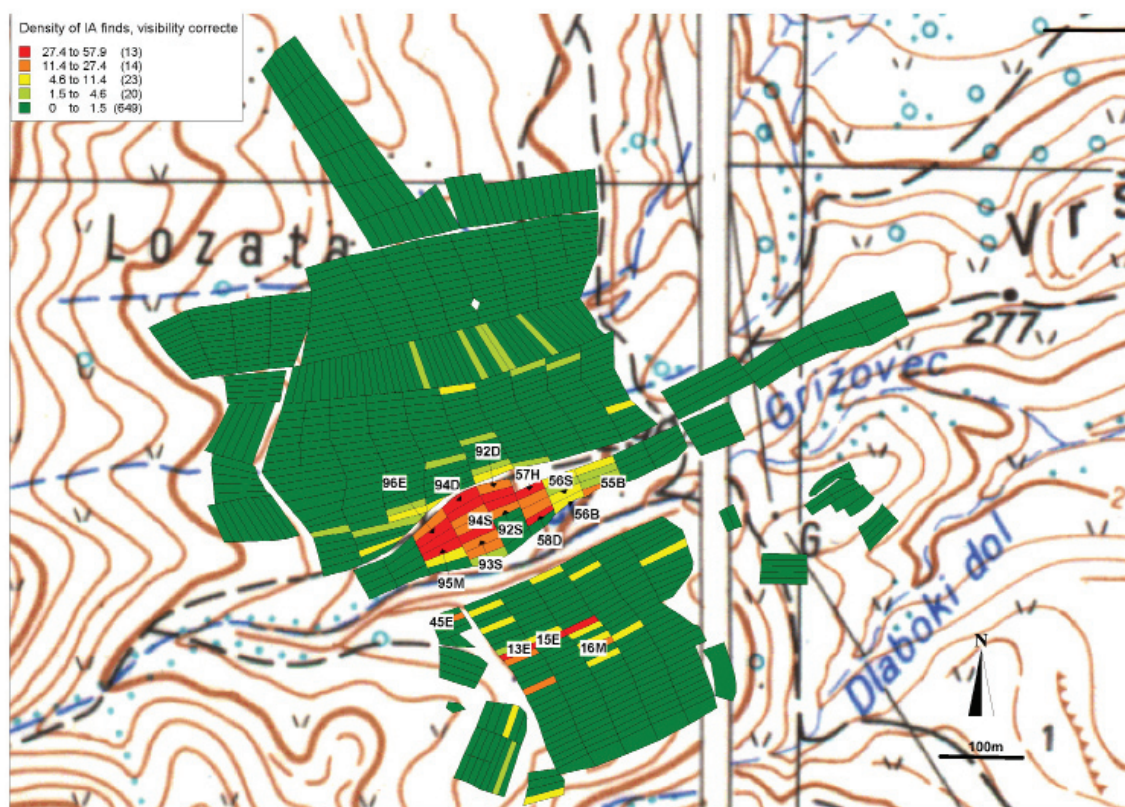 Density of IA finds, visibility correcte
27.4 to 57.9 (13)
11.4 to 27.4 (14)
4.6 to 11.4 (23)
1.5 to 4.6 (20)
0 to 1.5 (649)
Lozata
Vrš
277
Grižovec
92D
57H
56S
55B
96E
94D
94S
92S
56B
58D
93S
95M
45E
13E
15E
16M
G
Dlaboki dol
N
100m
1
2